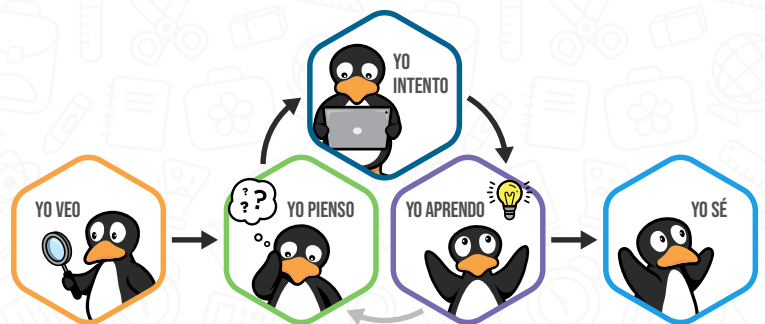 YO VEO
??? 
YO PIENSO
YO
INTENTO
YO APRENDO
YO SÉ